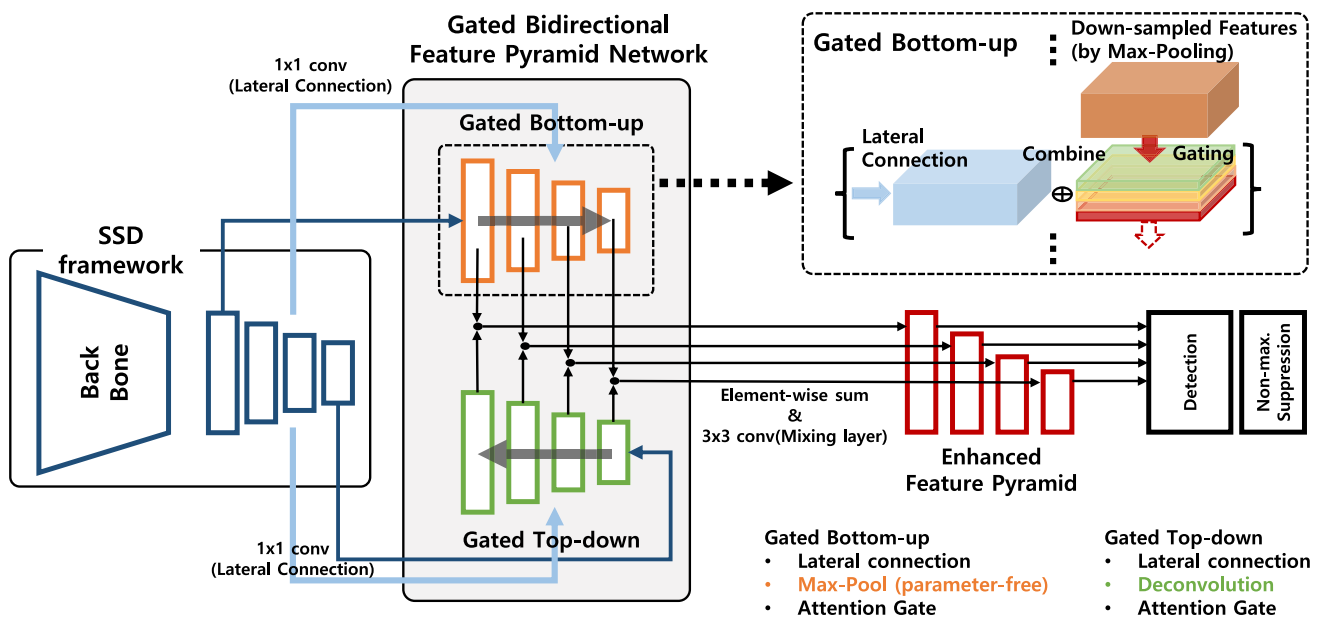 Gated Bidirectional
Feature Pyramid Network
1x1 conv
(Lateral Connection)
Gated Bottom-up
SSD
framework
Back
Bone
Gated Top-down
1x1 conv
(Lateral Connection)
Gated Bottom-up
Down-sampled Features
(by Max-Pooling)
Lateral
Connection
Combine
Gating
Element-wise sum
&
3x3 conv(Mixing layer)
Enhanced
Feature Pyramid
Detection
Non-max.
Suppression
Gated Bottom-up
• Lateral connection
• Max-Pool (parameter-free)
• Attention Gate
Gated Top-down
• Lateral connection
• Deconvolution
• Attention Gate